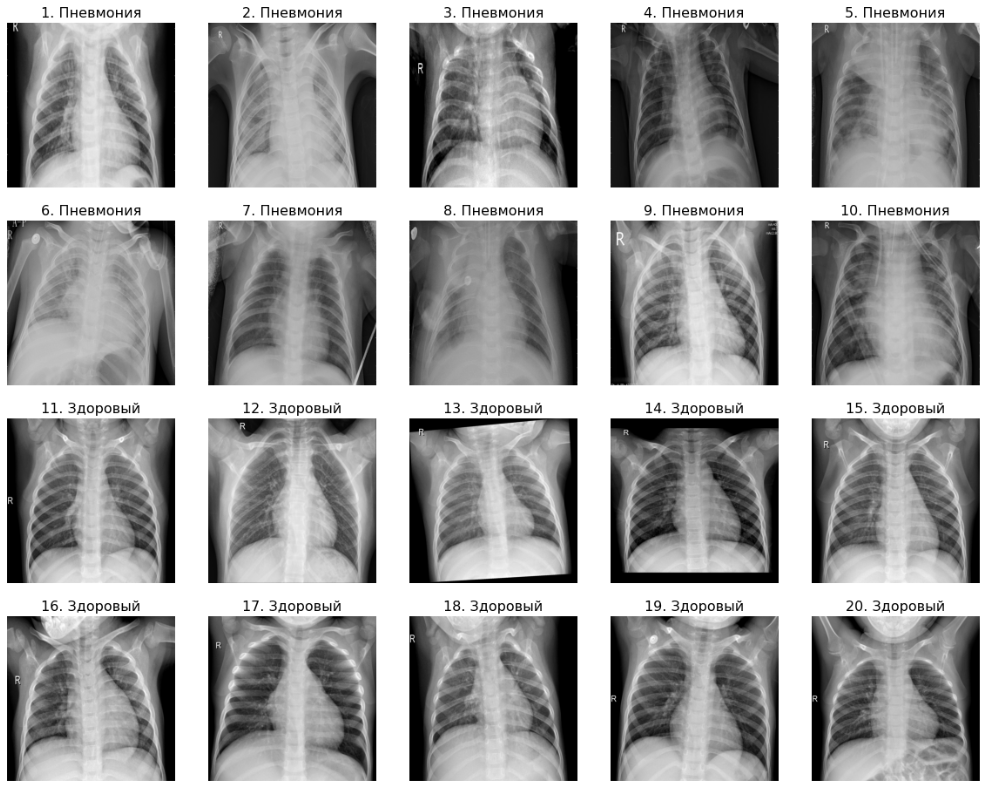 1. Пневмония
2. Пневмония
3. Пневмония
4. Пневмония
5. Пневмония
R
R
R
R
R
6. Пневмония
7. Пневмония
8. Пневмония
9. Пневмония
10. Пневмония
R
R
R
R
11. Здоровый
12. Здоровый
13. Здоровый
14. Здоровый
15. Здоровый
R
R
R
R
R
16. Здоровый
17. Здоровый
18. Здоровый
19. Здоровый
20. Здоровый
R
R
R
R
R